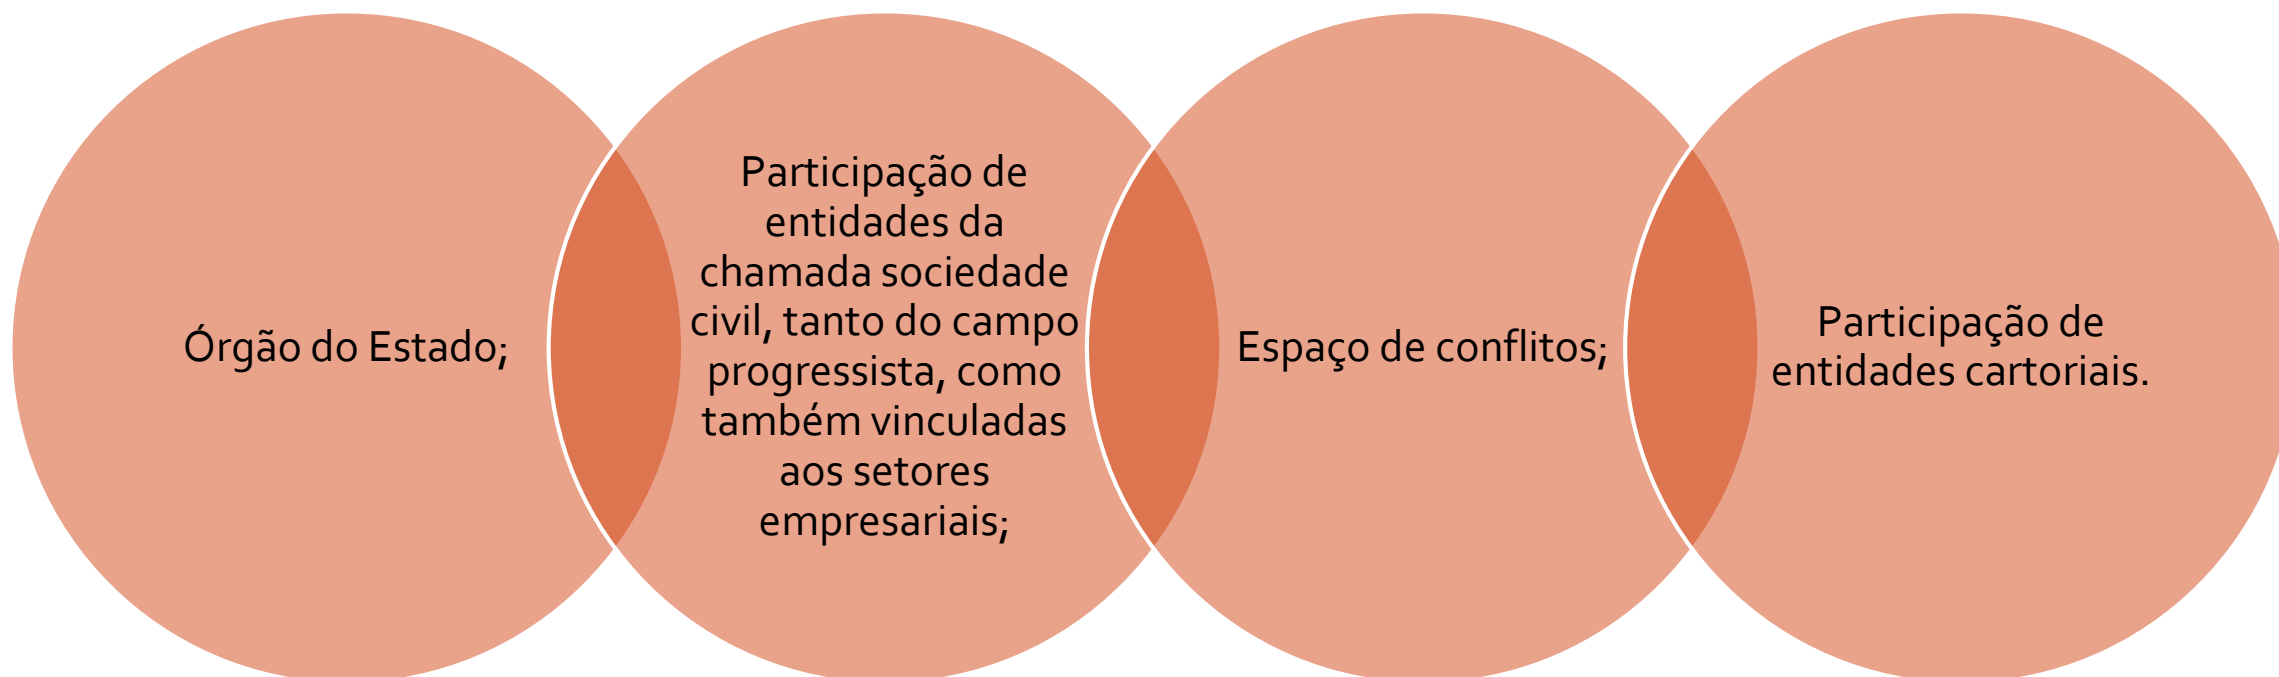 Órgão do Estado;
Participação de
entidades da
chamada sociedade
civil, tanto do campo
progressista, como
também vinculadas
aos setores
empresariais;
Espaço de conflitos;
Participação de
entidades cartoriais.